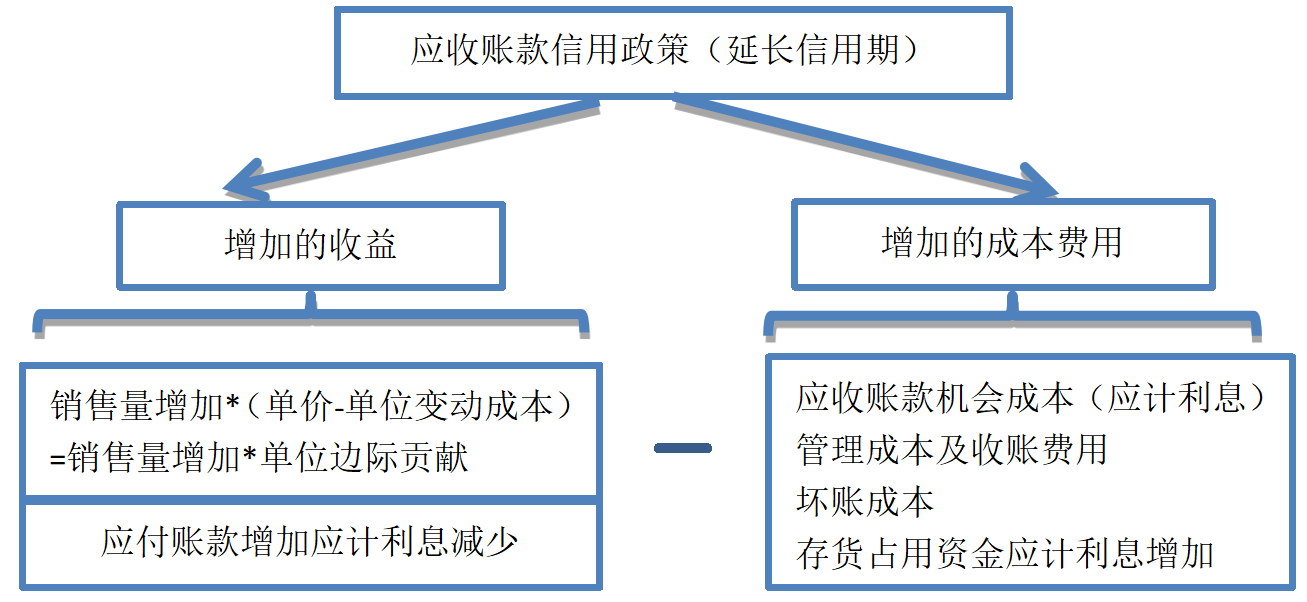 应收账款信用政策（延长信用期）
增加的收益
增加的成本费用
销售量增加*（单价-单位变动成本）
=销售量增加*单位边际贡献
应付账款增加应计利息减少
应收账款机会成本（应计利息）
管理成本及收账费用
坏账成本
存货占用资金应计利息增加